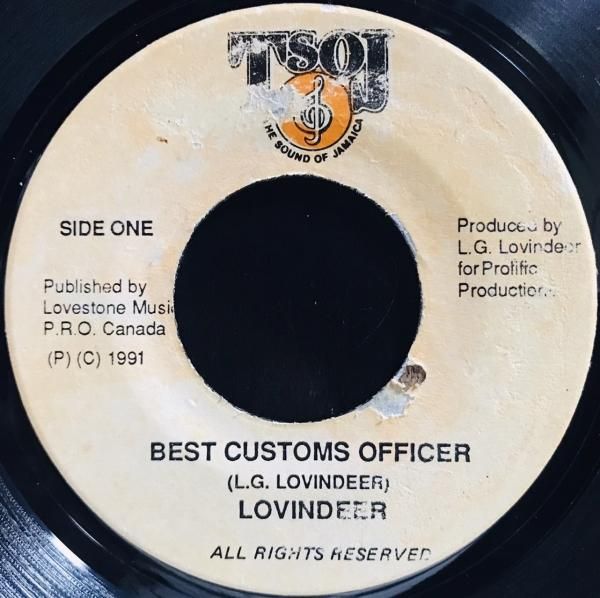 TSOJ
THE SOUND OF JAMAICA
SIDE ONE
Published by
Lovestone Music
P.R.O. Canada
(P) (C) 1991
Produced by
L.G. Lovindeer
for Prolific
Productions
BEST CUSTOMS OFFICER
(L.G. LOVINDEER)
LOVINDEER
ALL RIGHTS RESERVED